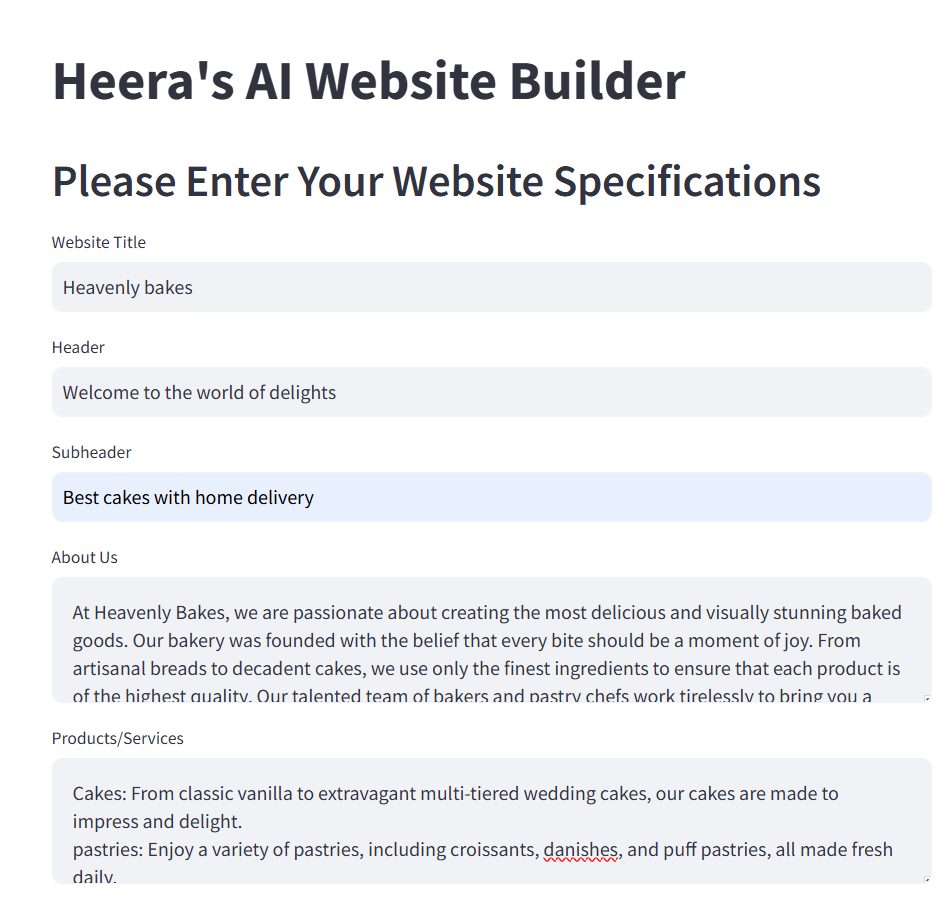 Heera's AI Website Builder
Please Enter Your Website Specifications
Website Title
Heavenly bakes
Header
Welcome to the world of delights
Subheader
Best cakes with home delivery
About Us
At Heavenly Bakes, we are passionate about creating the most delicious and visually stunning baked
goods. Our bakery was founded with the belief that every bite should be a moment of joy. From
artisanal breads to decadent cakes, we use only the finest ingredients to ensure that each product is
of the highest quality. Our talented team of bakers and pastry chefs work tirelessly to bring you a
Products/Services
Cakes: From classic vanilla to extravagant multi-tiered wedding cakes, our cakes are made to
impress and delight.
pastries: Enjoy a variety of pastries, including croissants, danishes, and puff pastries, all made fresh
daily.